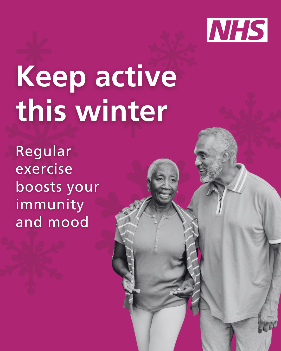 NHS
Keep active
this winter
Regular
exercise
boosts your
immunity
and mood